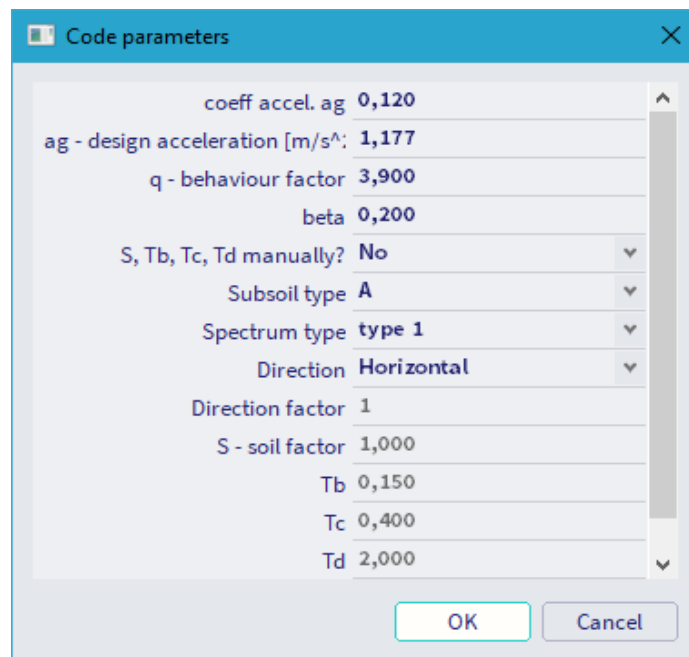 Code parameters
coeff accel. ag 0,120
ag - design acceleration [m/s^: 1,177
q - behaviour factor 3,900
beta 0,200
S, Tb, Tc, Td manually? No
Subsoil type A
Spectrum type type 1
Direction Horizontal
Direction factor 1
S - soil factor 1,000
Tb 0,150
Tc 0,400
Td 2,000
OK Cancel